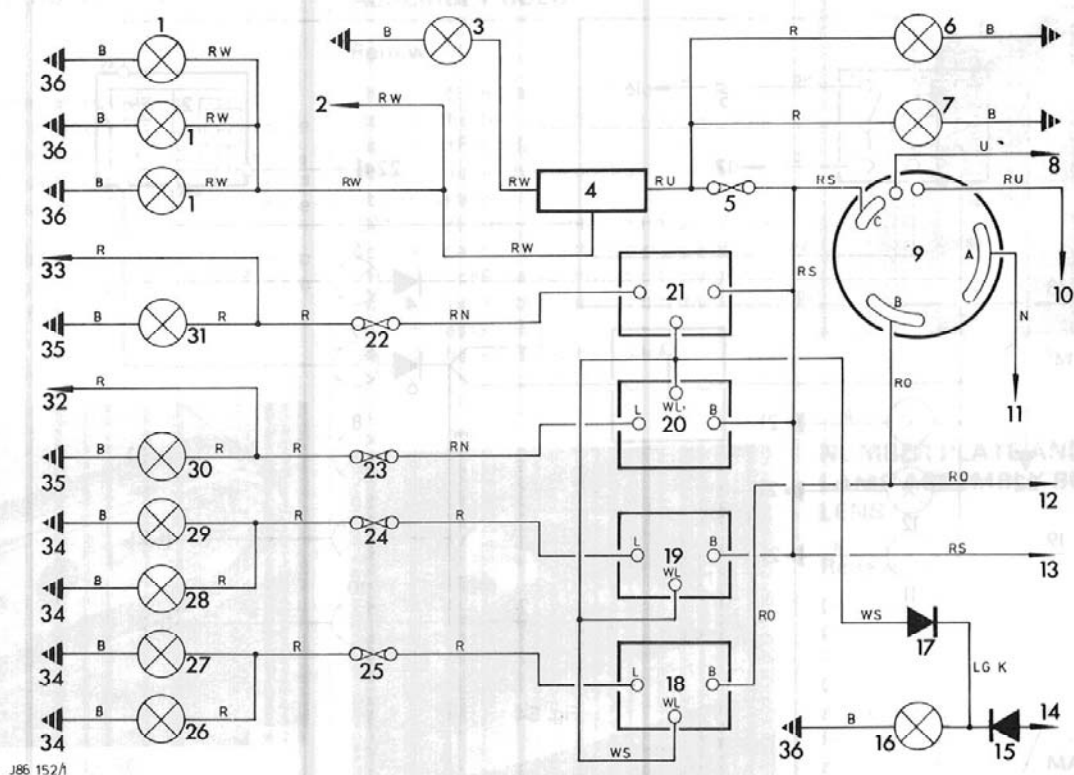 1 3 6
B RW B R B
36 2 RW
B RW R 7 B
36 1 U 8
B RW RW RW 4 RU 5 RS RU
36 1 C
RW 9 A
R 21 RS 10
33
B R R RN B N
35 31 22
R RO
32 WL 11
L 20 B
B R R RN
35 30 23 RO
12
B R R
34 29 24 L 19 B RS
13
B R WL
34 28 RO WS
17
B R R L 18 B LG K
34 27 25
B R WL B 14
34 26 WS 36 16 15
J86 152/1